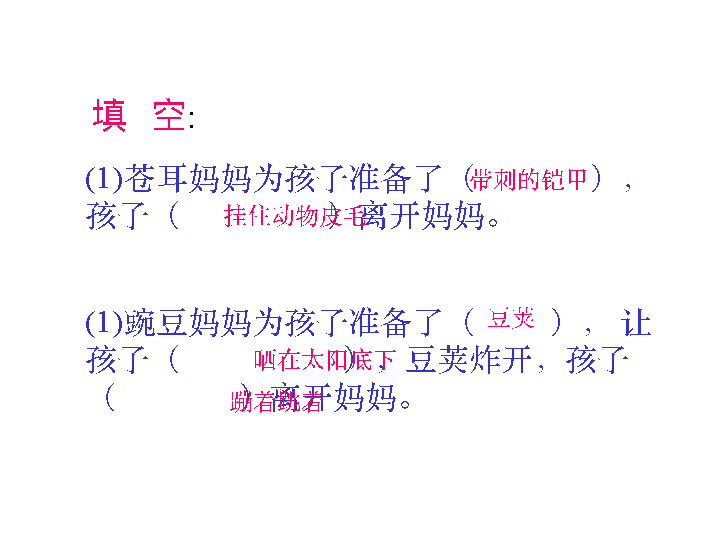 填 空:
(1)苍耳妈妈为孩子准备了（带刺的铠甲），
孩子（挂住动物皮毛）离开妈妈。
(1)豌豆妈妈为孩子准备了（豆荚），让
孩子（晒在太阳底下），豆荚炸开，孩子
（蹦着跳着）离开妈妈。